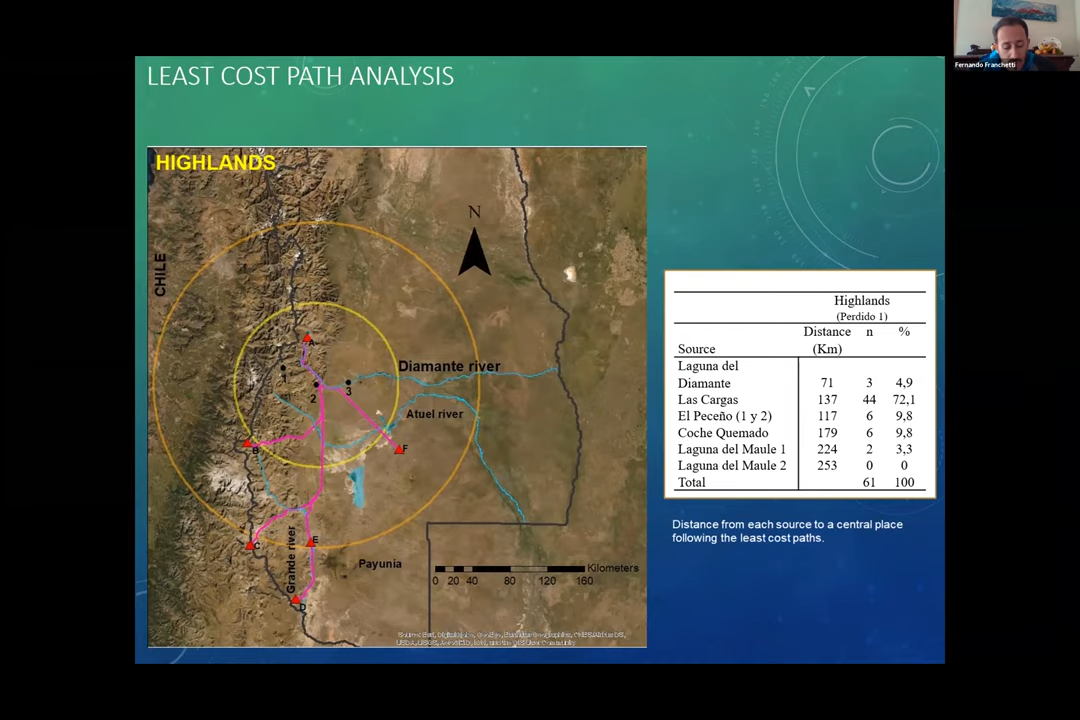 Fernando Franchetti
LEAST COST PATH ANALYSIS
HIGHLANDS
CHILE
N
A
1
2
3
Diamante river
Atuel river
B
F
C
E
D
Grande river
Payunia
Kilometers
0 20 40 80 120 160
Highlands
(Perdido 1)
Distance n %
Source (Km)
Laguna del
Diamante 71 3 4,9
Las Cargas 137 44 72,1
El Peceño (1 y 2) 117 6 9,8
Coche Quemado 179 6 9,8
Laguna del Maule 1 224 2 3,3
Laguna del Maule 2 253 0 0
Total 61 100
Distance from each source to a central place
following the least cost paths.